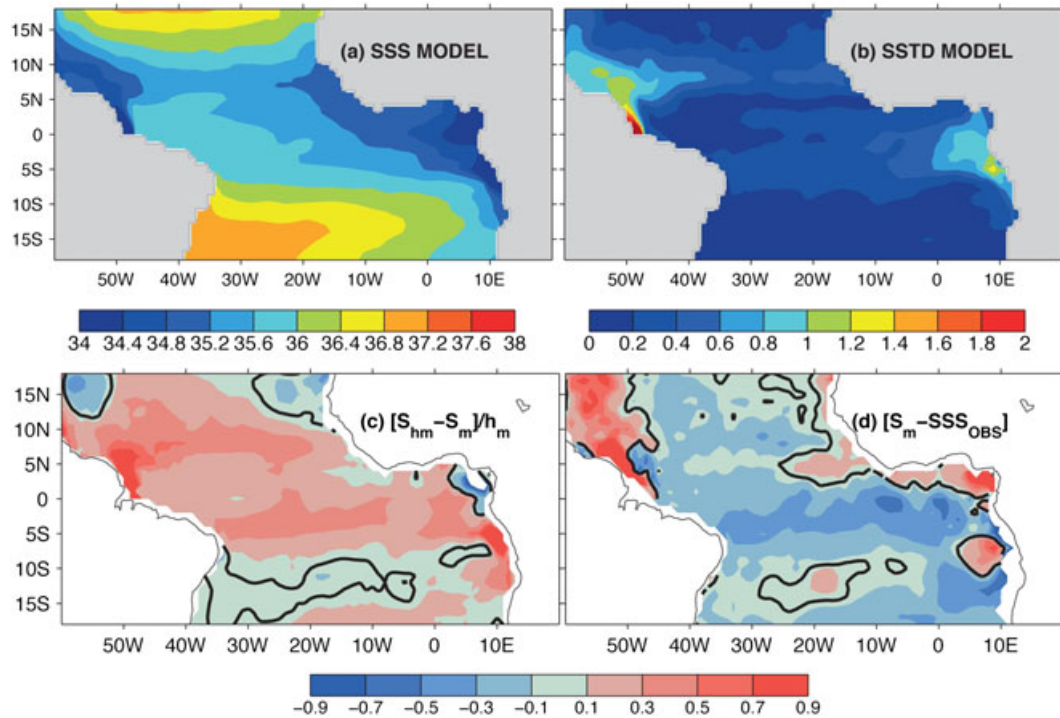 (a) SSS MODEL
(b) SSTD MODEL
15N
10N
5N
0
5S
10S
15S
50W 40W 30W 20W 10W 0 10E
50W 40W 30W 20W 10W 0 10E
34 34.4 34.8 35.2 35.6 36 36.4 36.8 37.2 37.6 38
0 0.2 0.4 0.6 0.8 1 1.2 1.4 1.6 1.8 2
(c) [S_hm−S_m]/h_m
(d) [S_m−SSS_OBS]
15N
10N
5N
0
5S
10S
15S
50W 40W 30W 20W 10W 0 10E
50W 40W 30W 20W 10W 0 10E
−0.9 −0.7 −0.5 −0.3 −0.1 0.1 0.3 0.5 0.7 0.9